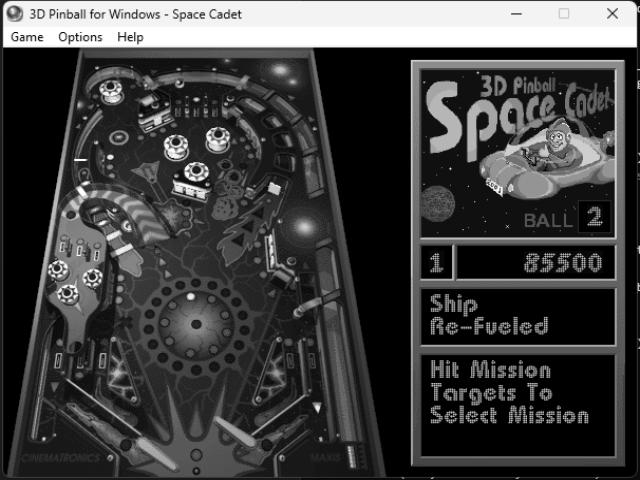 3D Pinball for Windows - Space Cadet
Game Options Help
3D Pinball
Space Cadet
BALL 2
1 85500
Ship
Re-Fueled
Hit Mission
Targets To
Select Mission
CINEMATRONICS
MAXIS